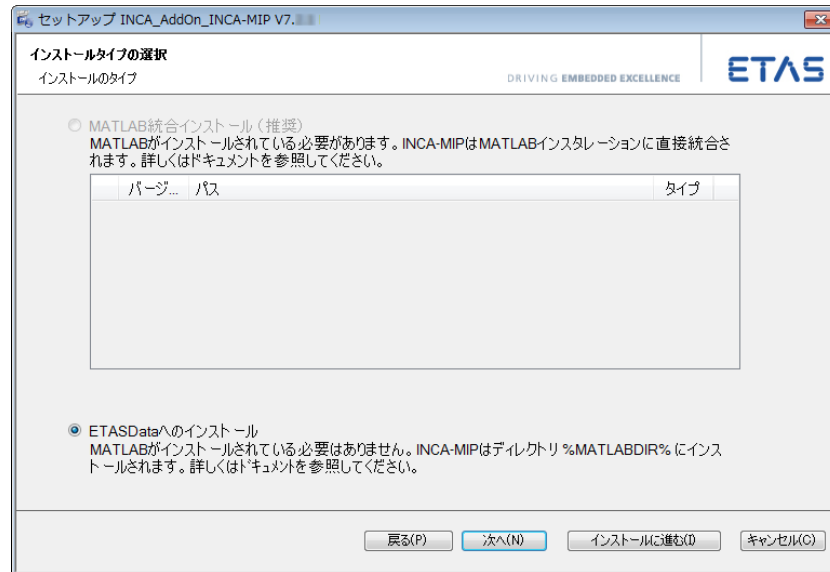 セットアップ INCA_AddOn_INCA-MIP V7.
インストールタイプの選択
インストールのタイプ
DRIVING EMBEDDED EXCELLENCE
ETAS
MATLAB統合インストール(推奨)
MATLABがインストールされている必要があります。INCA-MIPはMATLABインスタレーションに直接統合さ
れます。詳しくはドキュメントを参照してください。
バージ... パス タイプ
ETASDataへのインストール
MATLABがインストールされている必要はありません。INCA-MIPはディレクトリ %MATLABDIR% にインス
トールされます。詳しくはドキュメントを参照してください。
戻る(P) 次へ(N) インストールに進む(I) キャンセル(C)